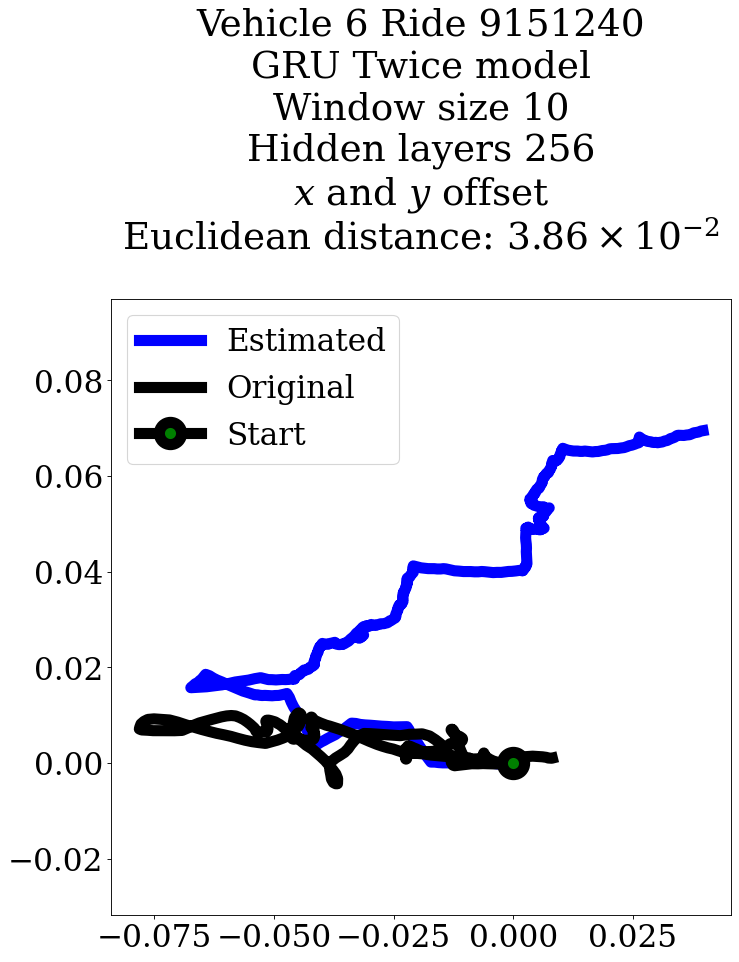 Vehicle 6 Ride 9151240
GRU Twice model
Window size 10
Hidden layers 256
x and y offset
Euclidean distance: 3.86 × 10⁻²
Estimated
Original
Start
0.08
0.06
0.04
0.02
0.00
−0.02
−0.075 −0.050 −0.025 0.000 0.025